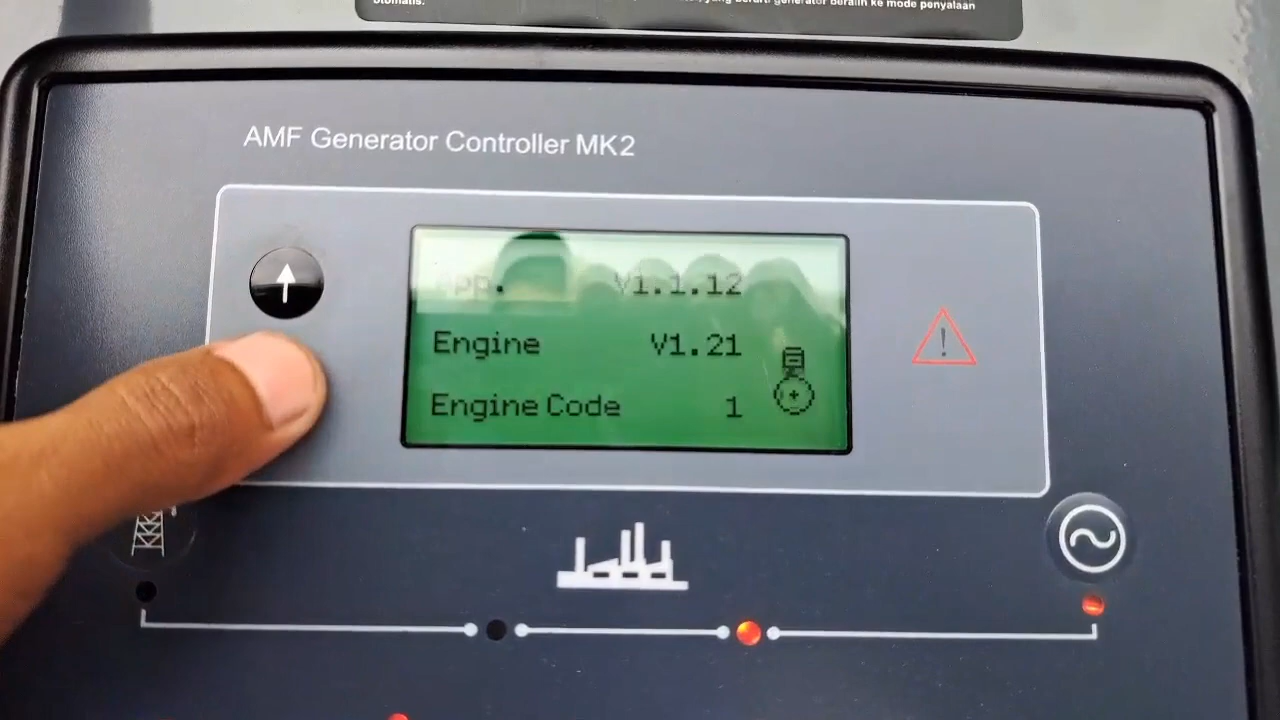 otomatis. yang berarti generator beralih ke mode penyalaan
AMF Generator Controller MK2
App. V1.1.12
Engine V1.21
Engine Code 1